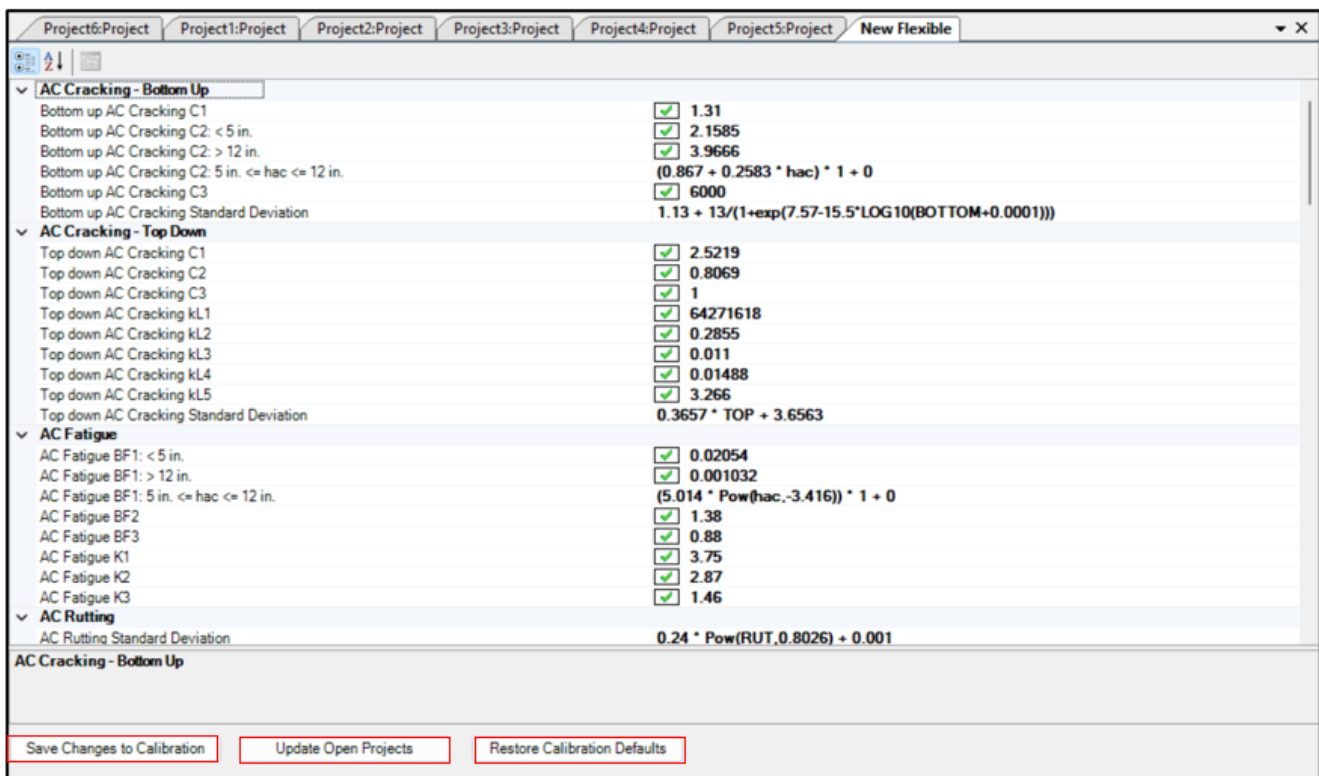 Project6:Project Project1:Project Project2:Project Project3:Project Project4:Project Project5:Project New Flexible
AC Cracking - Bottom Up
Bottom up AC Cracking C1 1.31
Bottom up AC Cracking C2: < 5 in. 2.1585
Bottom up AC Cracking C2: > 12 in. 3.9666
Bottom up AC Cracking C2: 5 in. <= hac <= 12 in. (0.867 + 0.2583 * hac) * 1 + 0
Bottom up AC Cracking C3 6000
Bottom up AC Cracking Standard Deviation 1.13 + 13/(1+exp(7.57-15.5*LOG10(BOTTOM+0.0001)))
AC Cracking - Top Down
Top down AC Cracking C1 2.5219
Top down AC Cracking C2 0.8069
Top down AC Cracking C3 1
Top down AC Cracking kL1 64271618
Top down AC Cracking kL2 0.2855
Top down AC Cracking kL3 0.011
Top down AC Cracking kL4 0.01488
Top down AC Cracking kL5 3.266
Top down AC Cracking Standard Deviation 0.3657 * TOP + 3.6563
AC Fatigue
AC Fatigue BF1: < 5 in. 0.02054
AC Fatigue BF1: > 12 in. 0.001032
AC Fatigue BF1: 5 in. <= hac <= 12 in. (5.014 * Pow(hac,-3.416)) * 1 + 0
AC Fatigue BF2 1.38
AC Fatigue BF3 0.88
AC Fatigue K1 3.75
AC Fatigue K2 2.87
AC Fatigue K3 1.46
AC Rutting
AC Rutting Standard Deviation 0.24 * Pow(RUT,0.8026) + 0.001
AC Cracking - Bottom Up
Save Changes to Calibration Update Open Projects Restore Calibration Defaults